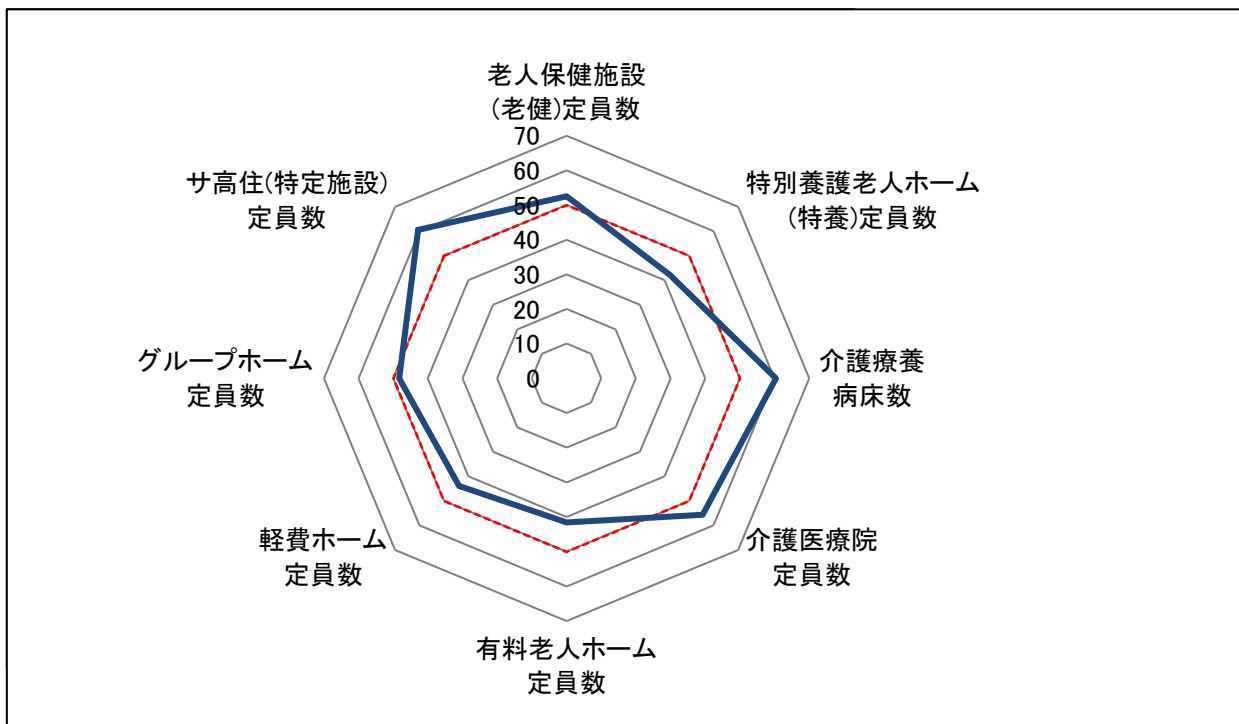 老人保健施設
(老健)定員数
特別養護老人ホーム
(特養)定員数
介護療養
病床数
介護医療院
定員数
有料老人ホーム
定員数
軽費ホーム
定員数
グループホーム
定員数
サ高住(特定施設)
定員数
70
60
50
40
30
20
10
0